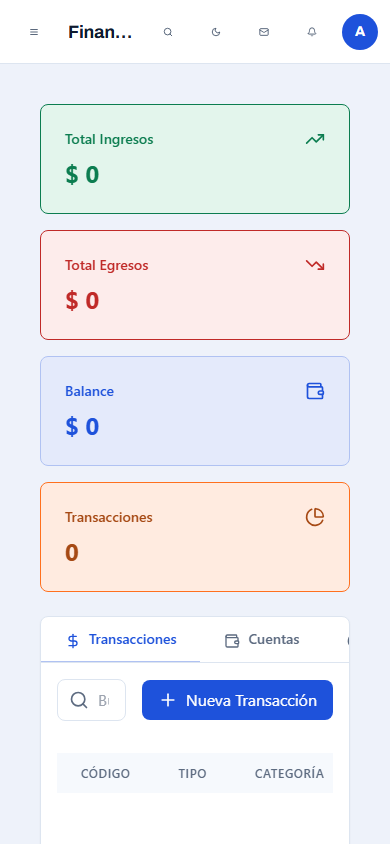 Finan...
A
Total Ingresos
$ 0
Total Egresos
$ 0
Balance
$ 0
Transacciones
0
Transacciones
Cuentas
Nueva Transacción
CÓDIGO TIPO CATEGORÍA